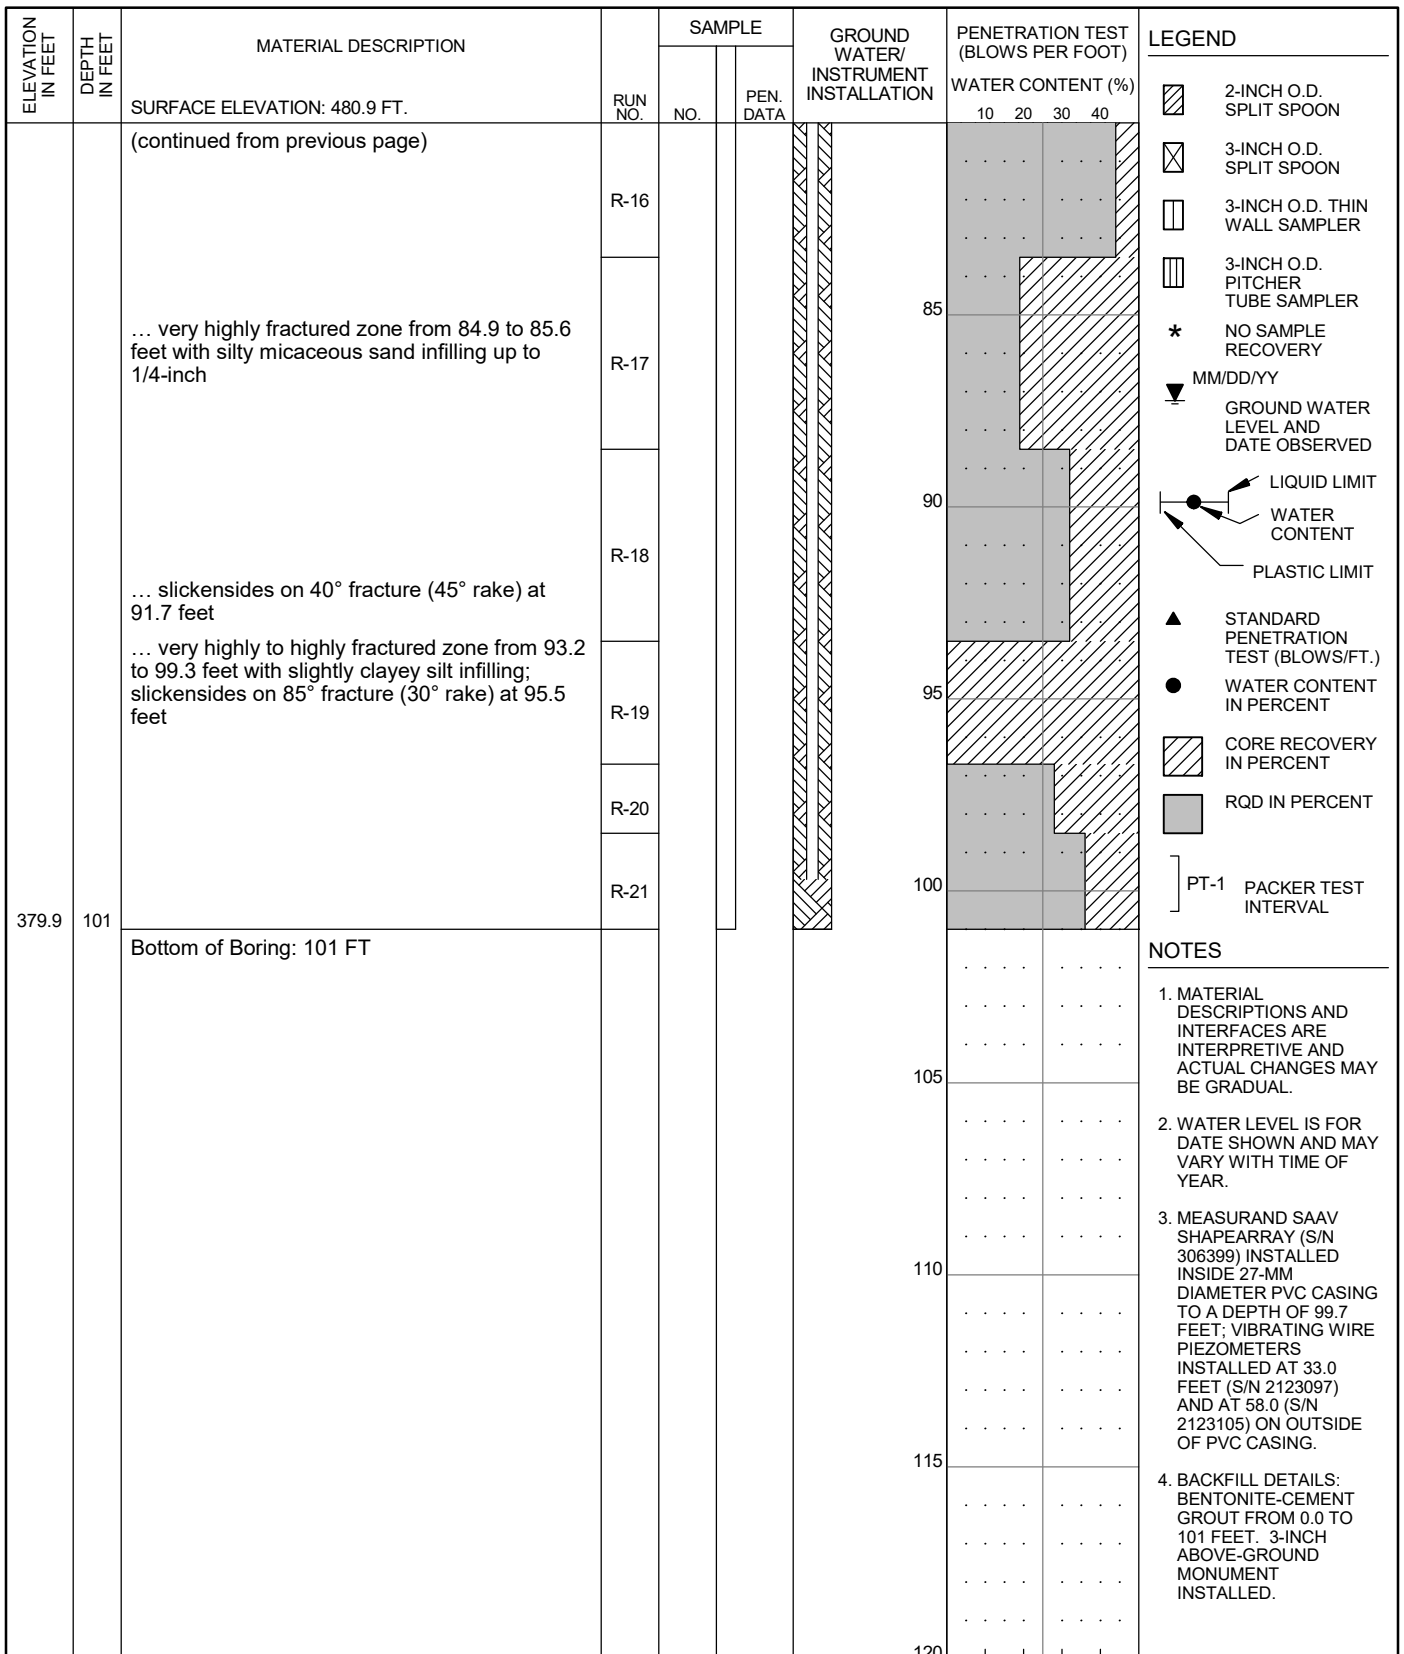 ELEVATION
IN FEET
DEPTH
IN FEET
MATERIAL DESCRIPTION
SURFACE ELEVATION: 480.9 FT.
RUN
NO.
SAMPLE
NO.
PEN.
DATA
GROUND
WATER/
INSTRUMENT
INSTALLATION
PENETRATION TEST
(BLOWS PER FOOT)
WATER CONTENT (%)
10 20 30 40
(continued from previous page)
R-16
85
… very highly fractured zone from 84.9 to 85.6
feet with silty micaceous sand infilling up to
1/4-inch
R-17
90
R-18
… slickensides on 40° fracture (45° rake) at
91.7 feet
… very highly to highly fractured zone from 93.2
to 99.3 feet with slightly clayey silt infilling;
slickensides on 85° fracture (30° rake) at 95.5
feet
95
R-19
R-20
R-21
100
379.9 101
Bottom of Boring: 101 FT
105
110
115
120
LEGEND
2-INCH O.D.
SPLIT SPOON
3-INCH O.D.
SPLIT SPOON
3-INCH O.D. THIN
WALL SAMPLER
3-INCH O.D.
PITCHER
TUBE SAMPLER
* NO SAMPLE
RECOVERY
MM/DD/YY
GROUND WATER
LEVEL AND
DATE OBSERVED
LIQUID LIMIT
WATER
CONTENT
PLASTIC LIMIT
STANDARD
PENETRATION
TEST (BLOWS/FT.)
WATER CONTENT
IN PERCENT
CORE RECOVERY
IN PERCENT
RQD IN PERCENT
PT-1 PACKER TEST
INTERVAL
NOTES
1. MATERIAL
DESCRIPTIONS AND
INTERFACES ARE
INTERPRETIVE AND
ACTUAL CHANGES MAY
BE GRADUAL.
2. WATER LEVEL IS FOR
DATE SHOWN AND MAY
VARY WITH TIME OF
YEAR.
3. MEASURAND SAAV
SHAPEARRAY (S/N
306399) INSTALLED
INSIDE 27-MM
DIAMETER PVC CASING
TO A DEPTH OF 99.7
FEET; VIBRATING WIRE
PIEZOMETERS
INSTALLED AT 33.0
FEET (S/N 2123097)
AND AT 58.0 (S/N
2123105) ON OUTSIDE
OF PVC CASING.
4. BACKFILL DETAILS:
BENTONITE-CEMENT
GROUT FROM 0.0 TO
101 FEET. 3-INCH
ABOVE-GROUND
MONUMENT
INSTALLED.